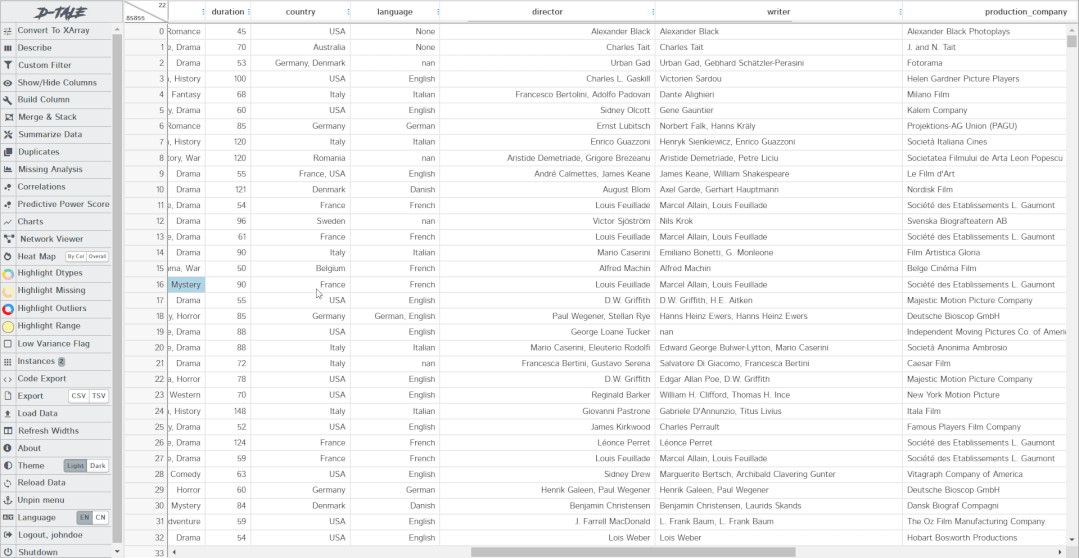 D-TALE
Convert To XArray
Describe
Custom Filter
Show/Hide Columns
Build Column
Merge & Stack
Summarize Data
Duplicates
Missing Analysis
Correlations
Predictive Power Score
Charts
Network Viewer
Heat Map By Col Overall
Highlight Dtypes
Highlight Missing
Highlight Outliers
Highlight Range
Low Variance Flag
Instances 2
Code Export
Export CSV TSV
Load Data
Refresh Widths
About
Theme Light Dark
Reload Data
Unpin menu
Language EN CN
Logout, johndoe
Shutdown
22
85855 duration country language director writer production_company
0 Romance 45 USA None Alexander Black Alexander Black Alexander Black Photoplays
1 , Drama 70 Australia None Charles Tait Charles Tait J. and N. Tait
2 Drama 53 Germany, Denmark nan Urban Gad Urban Gad, Gebhard Schätzler-Perasini Fotorama
3 , History 100 USA English Charles L. Gaskill Victorien Sardou Helen Gardner Picture Players
4 Fantasy 68 Italy Italian Francesco Bertolini, Adolfo Padovan Dante Alighieri Milano Film
5 y, Drama 60 USA English Sidney Olcott Gene Gauntier Kalem Company
6 Romance 85 Germany German Ernst Lubitsch Norbert Falk, Hanns Kräly Projektions-AG Union (PAGU)
7 , History 120 Italy Italian Enrico Guazzoni Henryk Sienkiewicz, Enrico Guazzoni Società Italiana Cines
8 ory, War 120 Romania nan Aristide Demetriade, Grigore Brezeanu Aristide Demetriade, Petre Liciu Societatea Filmului de Arta Leon Popescu
9 Drama 55 France, USA English André Calmettes, James Keane James Keane, William Shakespeare Le Film d'Art
10 Drama 121 Denmark Danish August Blom Axel Garde, Gerhart Hauptmann Nordisk Film
11 e, Drama 54 France French Louis Feuillade Marcel Allain, Louis Feuillade Société des Etablissements L. Gaumont
12 Drama 96 Sweden nan Victor Sjöström Nils Krok Svenska Biografteatern AB
13 e, Drama 61 France French Louis Feuillade Marcel Allain, Louis Feuillade Société des Etablissements L. Gaumont
14 Drama 90 Italy Italian Mario Caserini Emiliano Bonetti, G. Monleone Film Artistica Gloria
15 ma, War 50 Belgium French Alfred Machin Alfred Machin Belge Cinéma Film
16 Mystery 90 France French Louis Feuillade Marcel Allain, Louis Feuillade Société des Etablissements L. Gaumont
17 Drama 55 USA English D.W. Griffith D.W. Griffith, H.E. Aitken Majestic Motion Picture Company
18 y, Horror 85 Germany German, English Paul Wegener, Stellan Rye Hanns Heinz Ewers, Hanns Heinz Ewers Deutsche Bioscop GmbH
19 e, Drama 88 USA English George Loane Tucker nan Independent Moving Pictures Co. of Ameri
20 e, Drama 88 Italy Italian Mario Caserini, Eleuterio Rodolfi Edward George Bulwer-Lytton, Mario Caserini Società Anonima Ambrosio
21 Drama 72 Italy nan Francesca Bertini, Gustavo Serena Salvatore Di Giacomo, Francesca Bertini Caesar Film
22 a, Horror 78 USA English D.W. Griffith Edgar Allan Poe, D.W. Griffith Majestic Motion Picture Company
23 Western 70 USA English Reginald Barker William H. Clifford, Thomas H. Ince New York Motion Picture
24 , History 148 Italy Italian Giovanni Pastrone Gabriele D'Annunzio, Titus Livius Itala Film
25 y, Drama 52 USA English James Kirkwood Charles Perrault Famous Players Film Company
26 e, Drama 124 France French Léonce Perret Léonce Perret Société des Etablissements L. Gaumont
27 e, Drama 59 France French Louis Feuillade Marcel Allain, Louis Feuillade Société des Etablissements L. Gaumont
28 Comedy 63 USA English Sidney Drew Marguerite Bertsch, Archibald Clavering Gunter Vitagraph Company of America
29 Horror 60 Germany German Henrik Galeen, Paul Wegener Henrik Galeen, Paul Wegener Deutsche Bioscop GmbH
30 Mystery 84 Denmark Danish Benjamin Christensen Benjamin Christensen, Laurids Skands Dansk Biograf Compagni
31 dventure 59 USA English J. Farrell MacDonald L. Frank Baum, L. Frank Baum The Oz Film Manufacturing Company
32 Drama 54 USA English Lois Weber Lois Weber Hobart Bosworth Productions
33